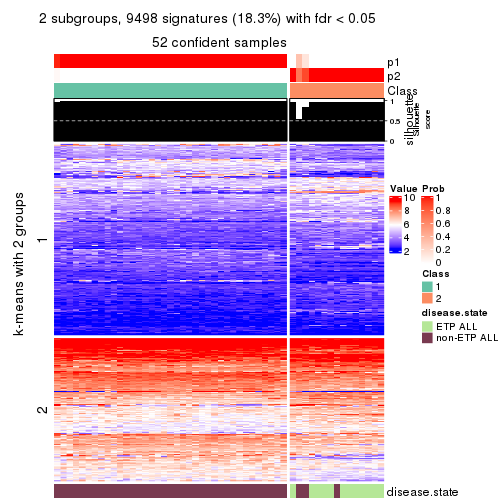 2 subgroups, 9498 signatures (18.3%) with fdr < 0.05
52 confident samples
p1
p2
Class
1
0.5
0
silhouette
Silhouette
score
k-means with 2 groups
1
2
Value
10
8
6
4
2
Prob
1
0.8
0.6
0.4
0.2
0
Class
1
2
disease.state
ETP ALL
non-ETP ALL
disease.state